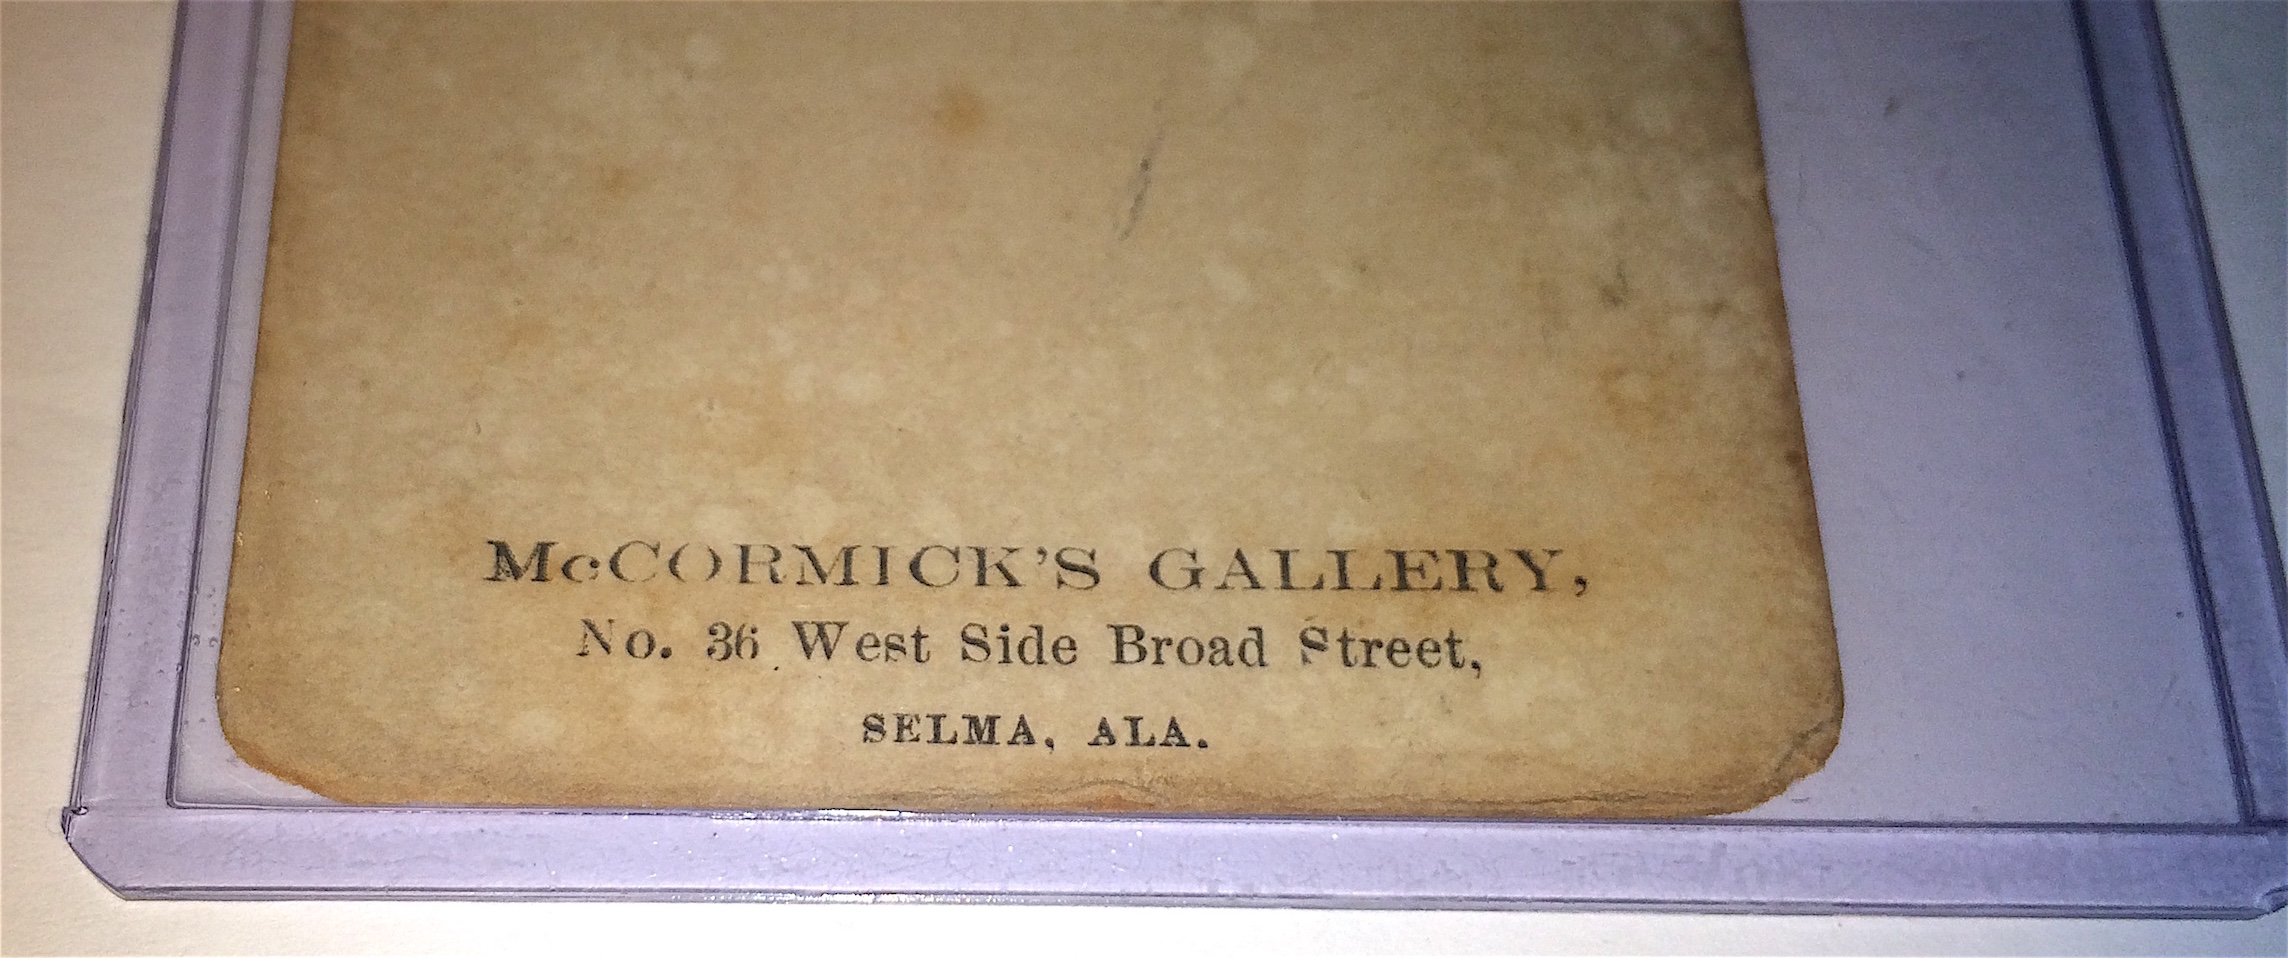 McCORMICK'S GALLERY,
No. 36 West Side Broad Street,
SELMA, ALA.